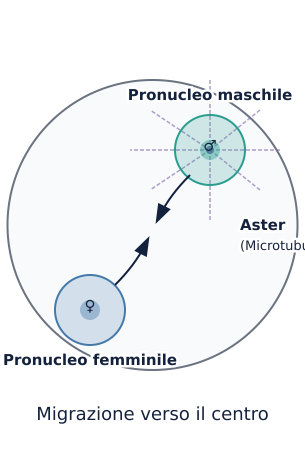 Pronucleo maschile
♂
Aster
(Microtubu
♀
Pronucleo femminile
Migrazione verso il centro